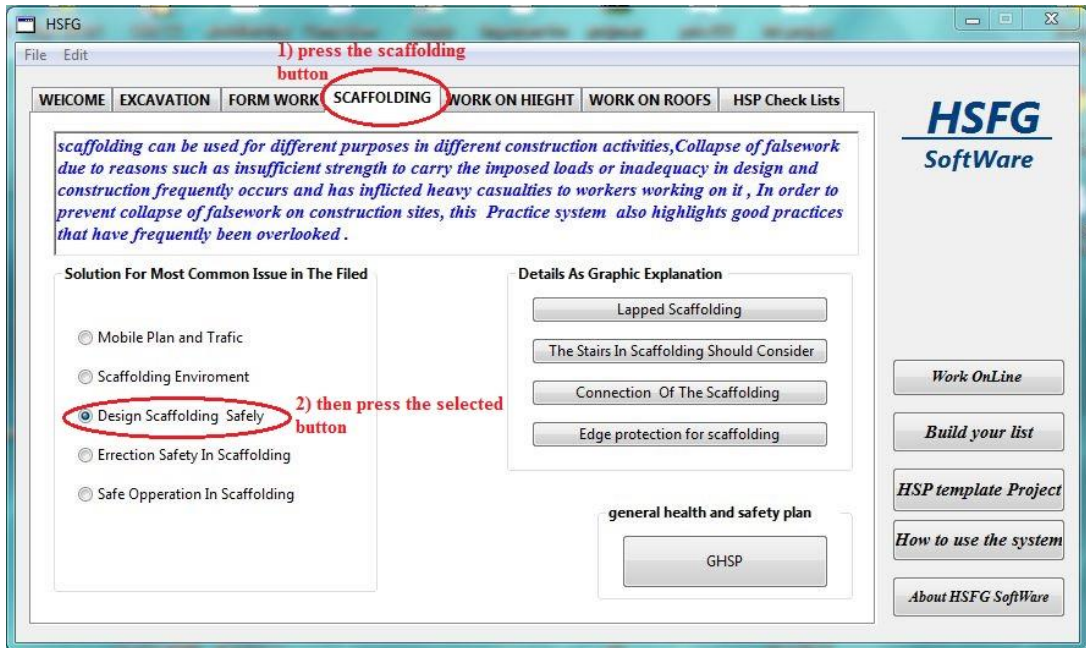 HSFG
File Edit
1) press the scaffolding
button
WEICOME EXCAVATION FORM WORK SCAFFOLDING WORK ON HIEGHT WORK ON ROOFS HSP Check Lists
HSFG
SoftWare
scaffolding can be used for different purposes in different construction activities,Collapse of falsework
due to reasons such as insufficient strength to carry the imposed loads or inadequacy in design and
construction frequently occurs and has inflicted heavy casualties to workers working on it , In order to
prevent collapse of falsework on construction sites, this Practice system also highlights good practices
that have frequently been overlooked .
Solution For Most Common Issue in The Filed
Mobile Plan and Trafic
Scaffolding Enviroment
Design Scaffolding Safely
2) then press the selected
button
Errection Safety In Scaffolding
Safe Opperation In Scaffolding
Details As Graphic Explanation
Lapped Scaffolding
The Stairs In Scaffolding Should Consider
Connection Of The Scaffolding
Edge protection for scaffolding
general health and safety plan
GHSP
Work OnLine
Build your list
HSP template Project
How to use the system
About HSFG SoftWare